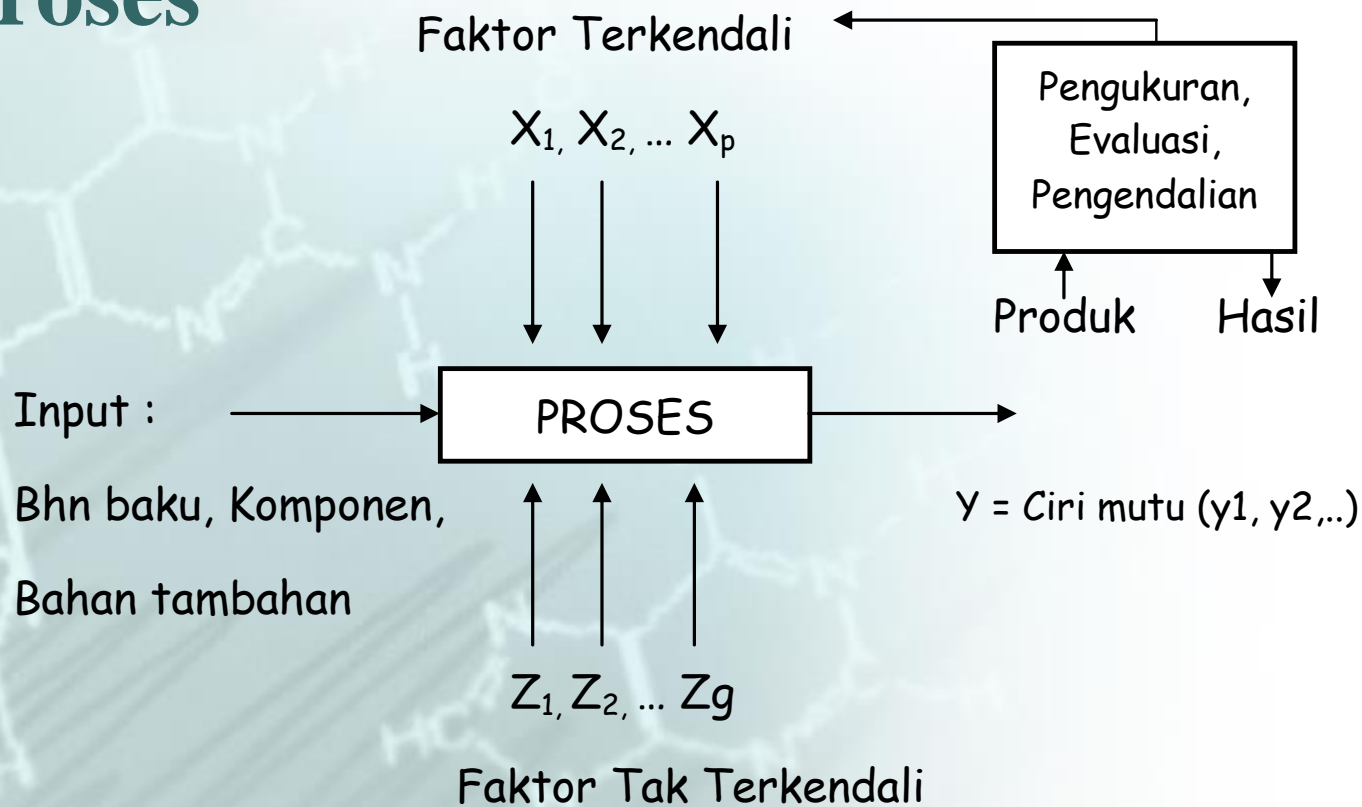 roses
Faktor Terkendali
X₁, X₂, ... Xₚ
Pengukuran,
Evaluasi,
Pengendalian
Produk Hasil
Input :
PROSES
Bhn baku, Komponen,
Y = Ciri mutu (y1, y2,..)
Bahan tambahan
Z₁, Z₂, ... Zg
Faktor Tak Terkendali
N
H
N
C
N
N
H
H
N
N
HC